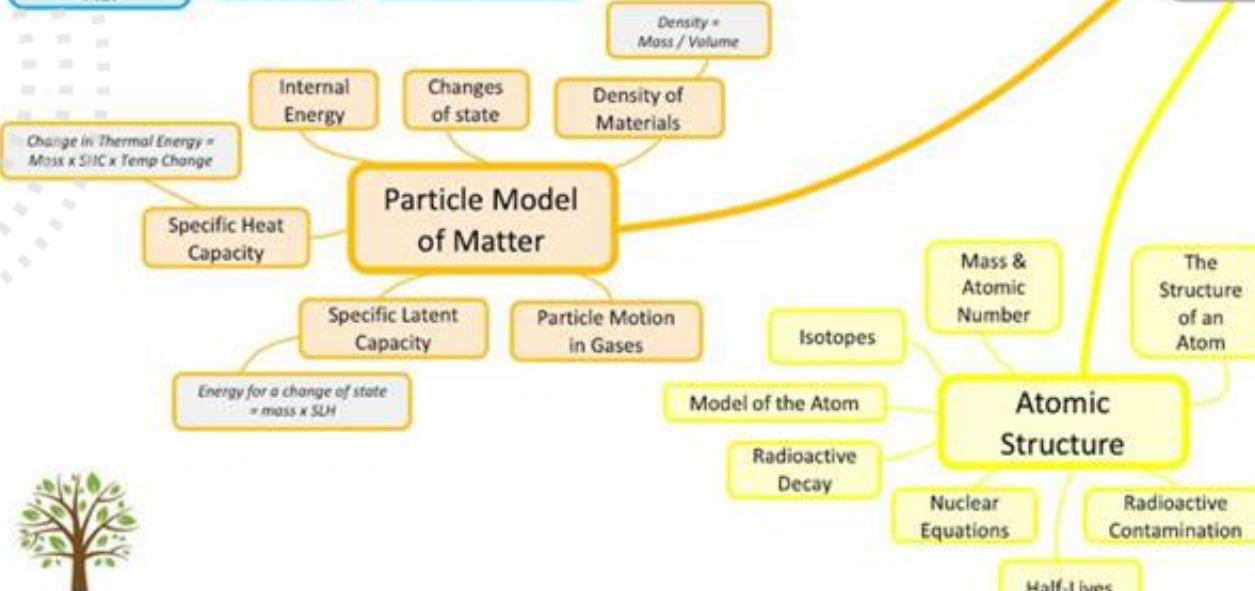 Density =
Mass / Volume
Internal
Energy
Changes
of state
Density of
Materials
Change in Thermal Energy =
Mass x SHC x Temp Change
Particle Model
of Matter
Specific Heat
Capacity
Specific Latent
Capacity
Particle Motion
in Gases
Energy for a change of state
= mass x SLH
Mass &
Atomic
Number
The
Structure
of an
Atom
Isotopes
Model of the Atom
Atomic
Structure
Radioactive
Decay
Nuclear
Equations
Radioactive
Contamination
Half-Lives